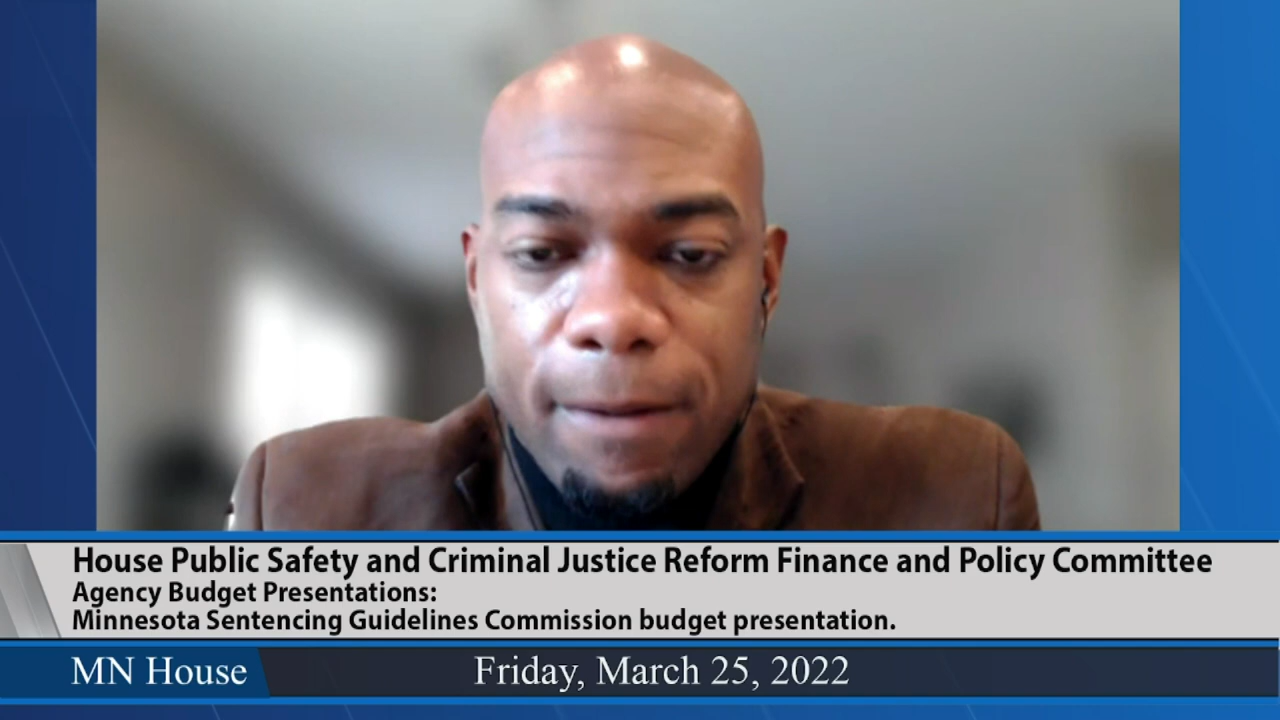 House Public Safety and Criminal Justice Reform Finance and Policy Committee
Agency Budget Presentations:
Minnesota Sentencing Guidelines Commission budget presentation.
MN House Friday, March 25, 2022